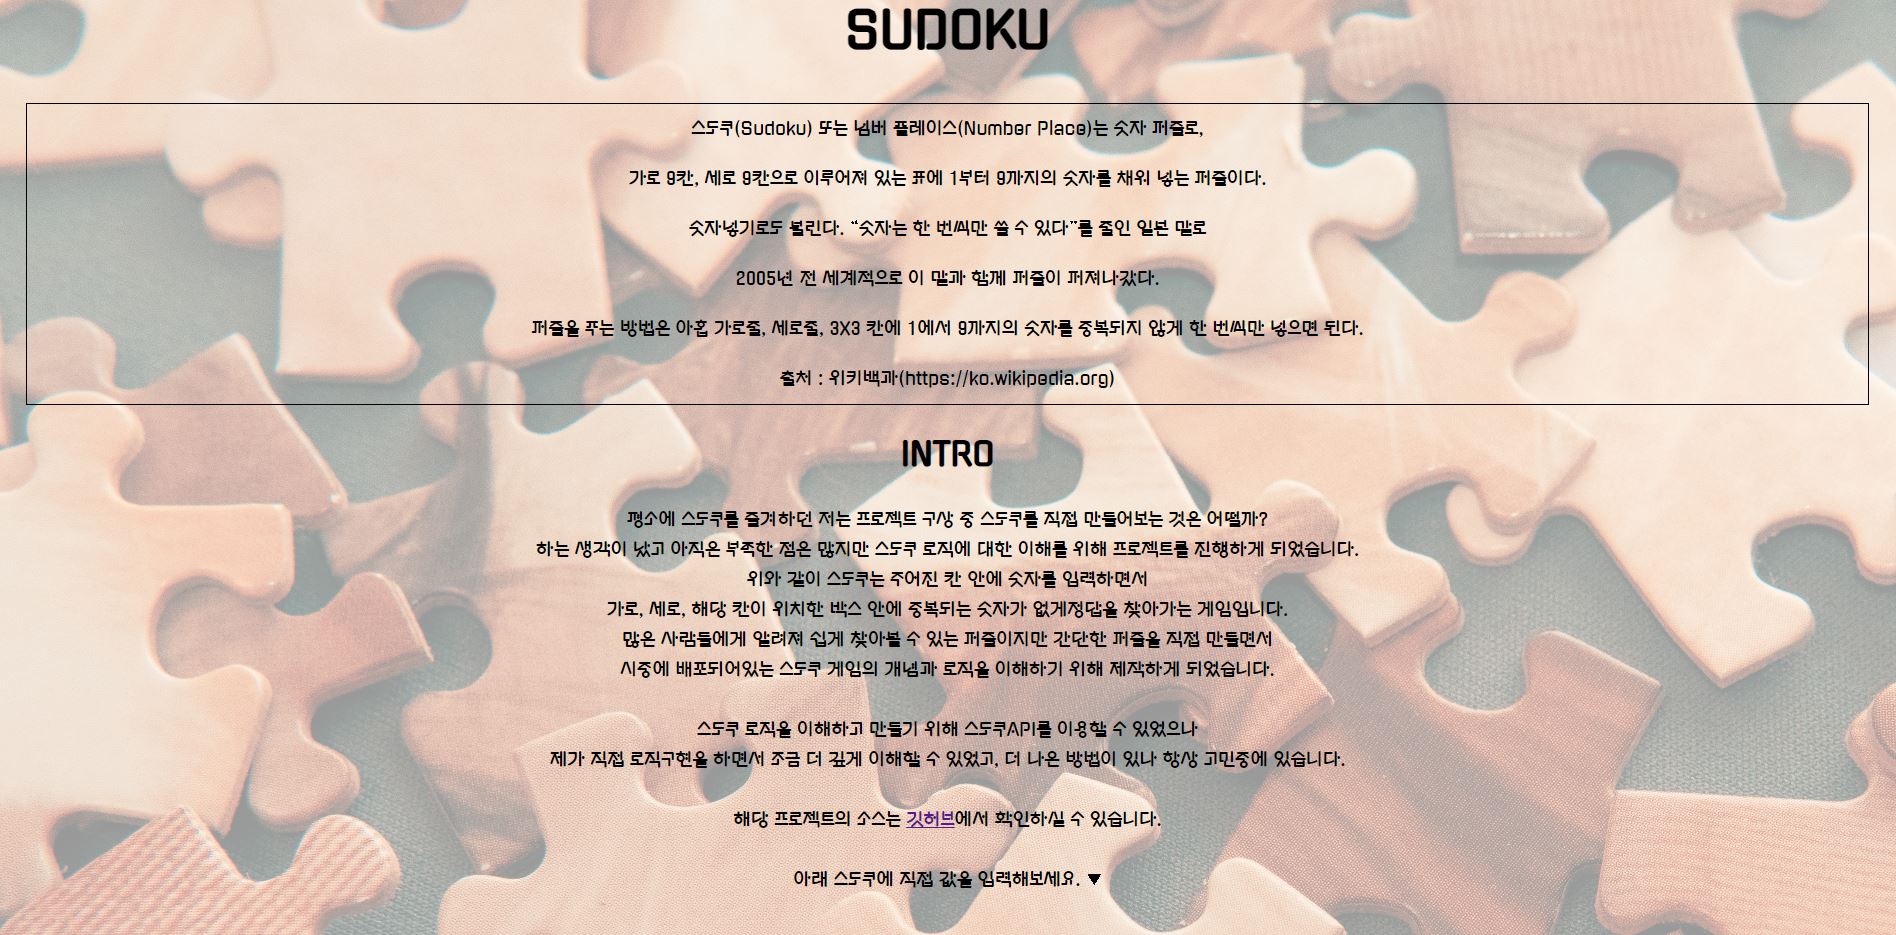 SUDOKU
스도쿠(Sudoku) 또는 넘버 플레이스(Number Place)는 숫자 퍼즐로,
가로 9칸, 세로 9칸으로 이루어져 있는 표에 1부터 9까지의 숫자를 채워 넣는 퍼즐이다.
숫자넣기로도 불린다. “숫자는 한 번씩만 쓸 수 있다”를 줄인 일본 말로
2005년 전 세계적으로 이 말과 함께 퍼즐이 퍼져나갔다.
퍼즐을 푸는 방법은 아홉 가로줄, 세로줄, 3X3 칸에 1에서 9까지의 숫자를 중복되지 않게 한 번씩만 넣으면 된다.
출처 : 위키백과(https://ko.wikipedia.org)
INTRO
평소에 스도쿠를 즐겨하던 저는 프로젝트 구상 중 스도쿠를 직접 만들어보는 것은 어떨까?
하는 생각이 났고 아직은 부족한 점은 많지만 스도쿠 로직에 대한 이해를 위해 프로젝트를 진행하게 되었습니다.
위와 같이 스도쿠는 주어진 칸 안에 숫자를 입력하면서
가로, 세로, 해당 칸이 위치한 박스 안에 중복되는 숫자가 없게정답을 찾아가는 게임입니다.
많은 사람들에게 알려져 쉽게 찾아볼 수 있는 퍼즐이지만 간단한 퍼즐을 직접 만들면서
시중에 배포되어있는 스도쿠 게임의 개념과 로직을 이해하기 위해 제작하게 되었습니다.
스도쿠 로직을 이해하고 만들기 위해 스도쿠API를 이용할 수 있었으나
제가 직접 로직구현을 하면서 조금 더 깊게 이해할 수 있었고, 더 나은 방법이 있나 항상 고민중에 있습니다.
해당 프로젝트의 소스는 깃허브에서 확인하실 수 있습니다.
아래 스도쿠에 직접 값을 입력해보세요. ▼